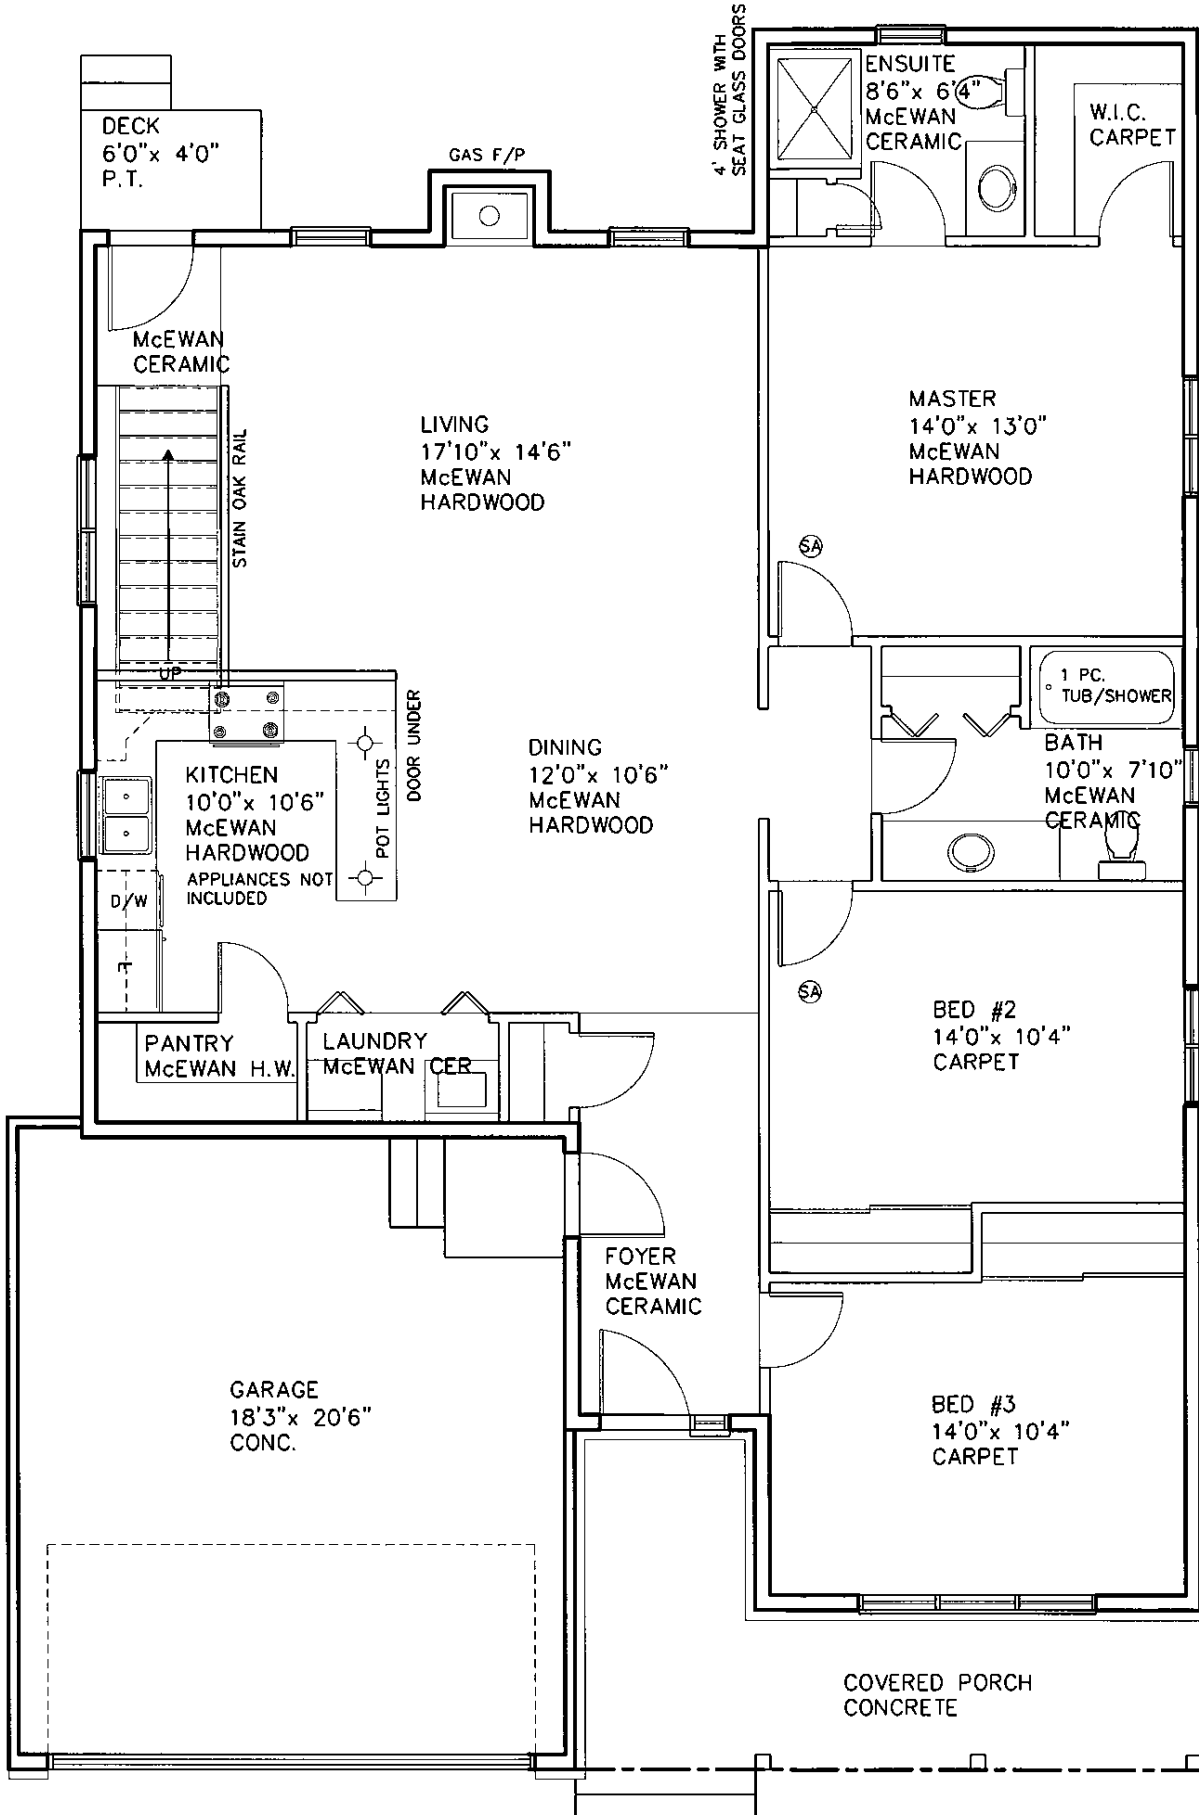 4' SHOWER WITH
SEAT GLASS DOORS
ENSUITE
8'6"x 6'4"
McEWAN
CERAMIC
W.I.C.
CARPET
DECK
6'0"x 4'0"
P.T.
GAS F/P
McEWAN
CERAMIC
STAIN OAK RAIL
UP
LIVING
17'10"x 14'6"
McEWAN
HARDWOOD
MASTER
14'0"x 13'0"
McEWAN
HARDWOOD
SA
1 PC.
TUB/SHOWER
BATH
10'0"x 7'10"
McEWAN
CERAMIC
KITCHEN
10'0"x 10'6"
McEWAN
HARDWOOD
APPLIANCES NOT
INCLUDED
POT LIGHTS
DOOR UNDER
DINING
12'0"x 10'6"
McEWAN
HARDWOOD
D/W
F
SA
BED #2
14'0"x 10'4"
CARPET
PANTRY
McEWAN H.W.
LAUNDRY
McEWAN CER
FOYER
McEWAN
CERAMIC
GARAGE
18'3"x 20'6"
CONC.
BED #3
14'0"x 10'4"
CARPET
COVERED PORCH
CONCRETE